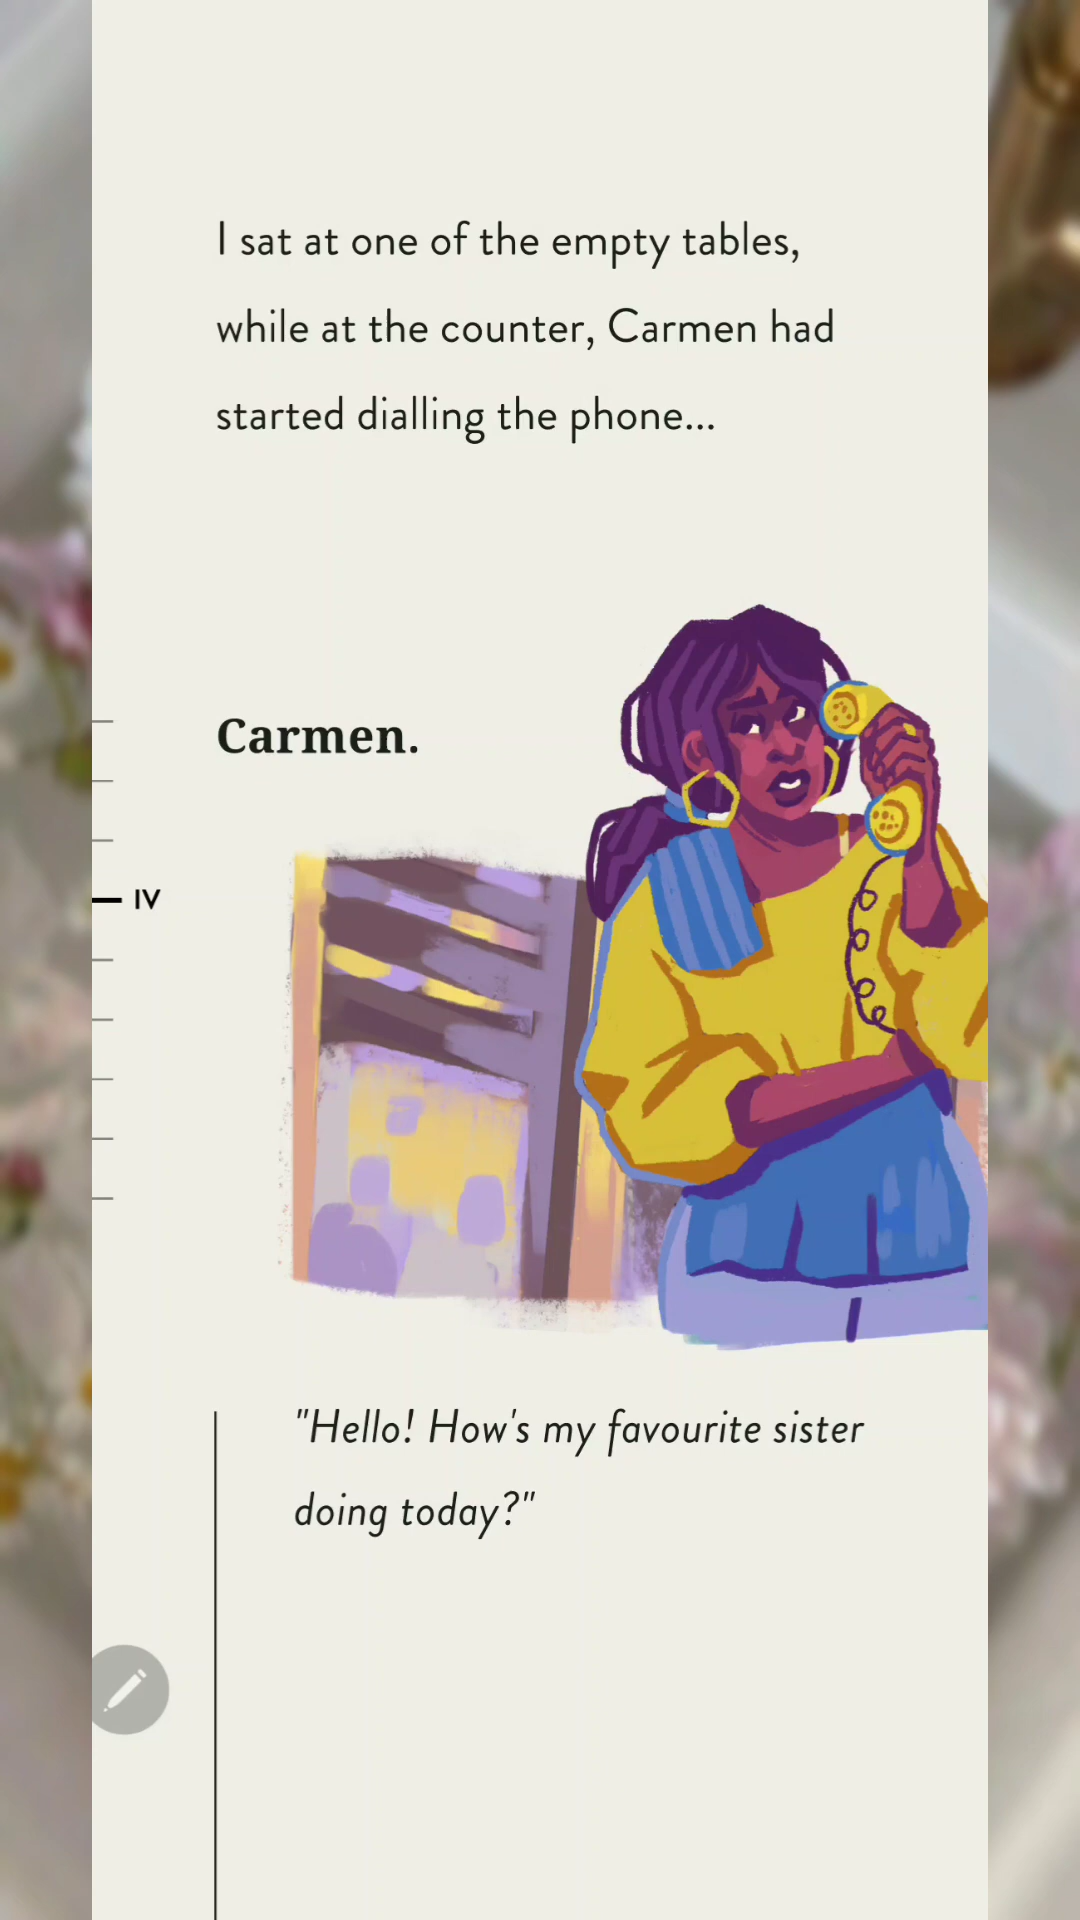 I sat at one of the empty tables,
while at the counter, Carmen had
started dialling the phone...
Carmen.
IV
"Hello! How's my favourite sister
doing today?"